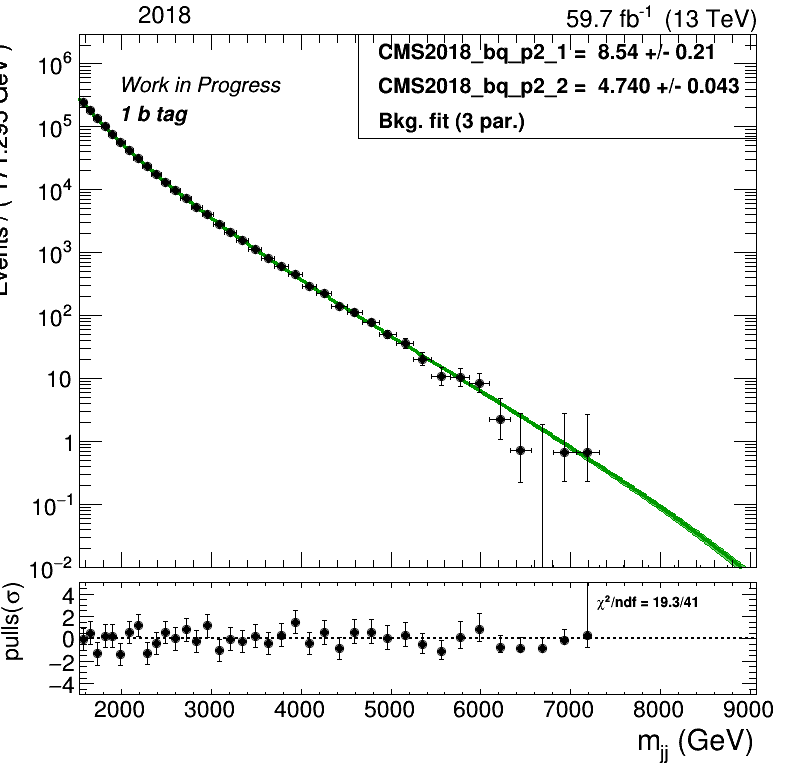 2018
59.7 fb⁻¹ (13 TeV)
CMS2018_bq_p2_1 = 8.54 +/- 0.21
CMS2018_bq_p2_2 = 4.740 +/- 0.043
Bkg. fit (3 par.)
Work in Progress
1 b tag
10⁶
10⁵
10⁴
10³
10²
10
1
10⁻¹
10⁻²
Events / (
χ²/ndf = 19.3/41
pulls(σ)
4
2
0
−2
−4
2000 3000 4000 5000 6000 7000 8000 9000
mjj (GeV)